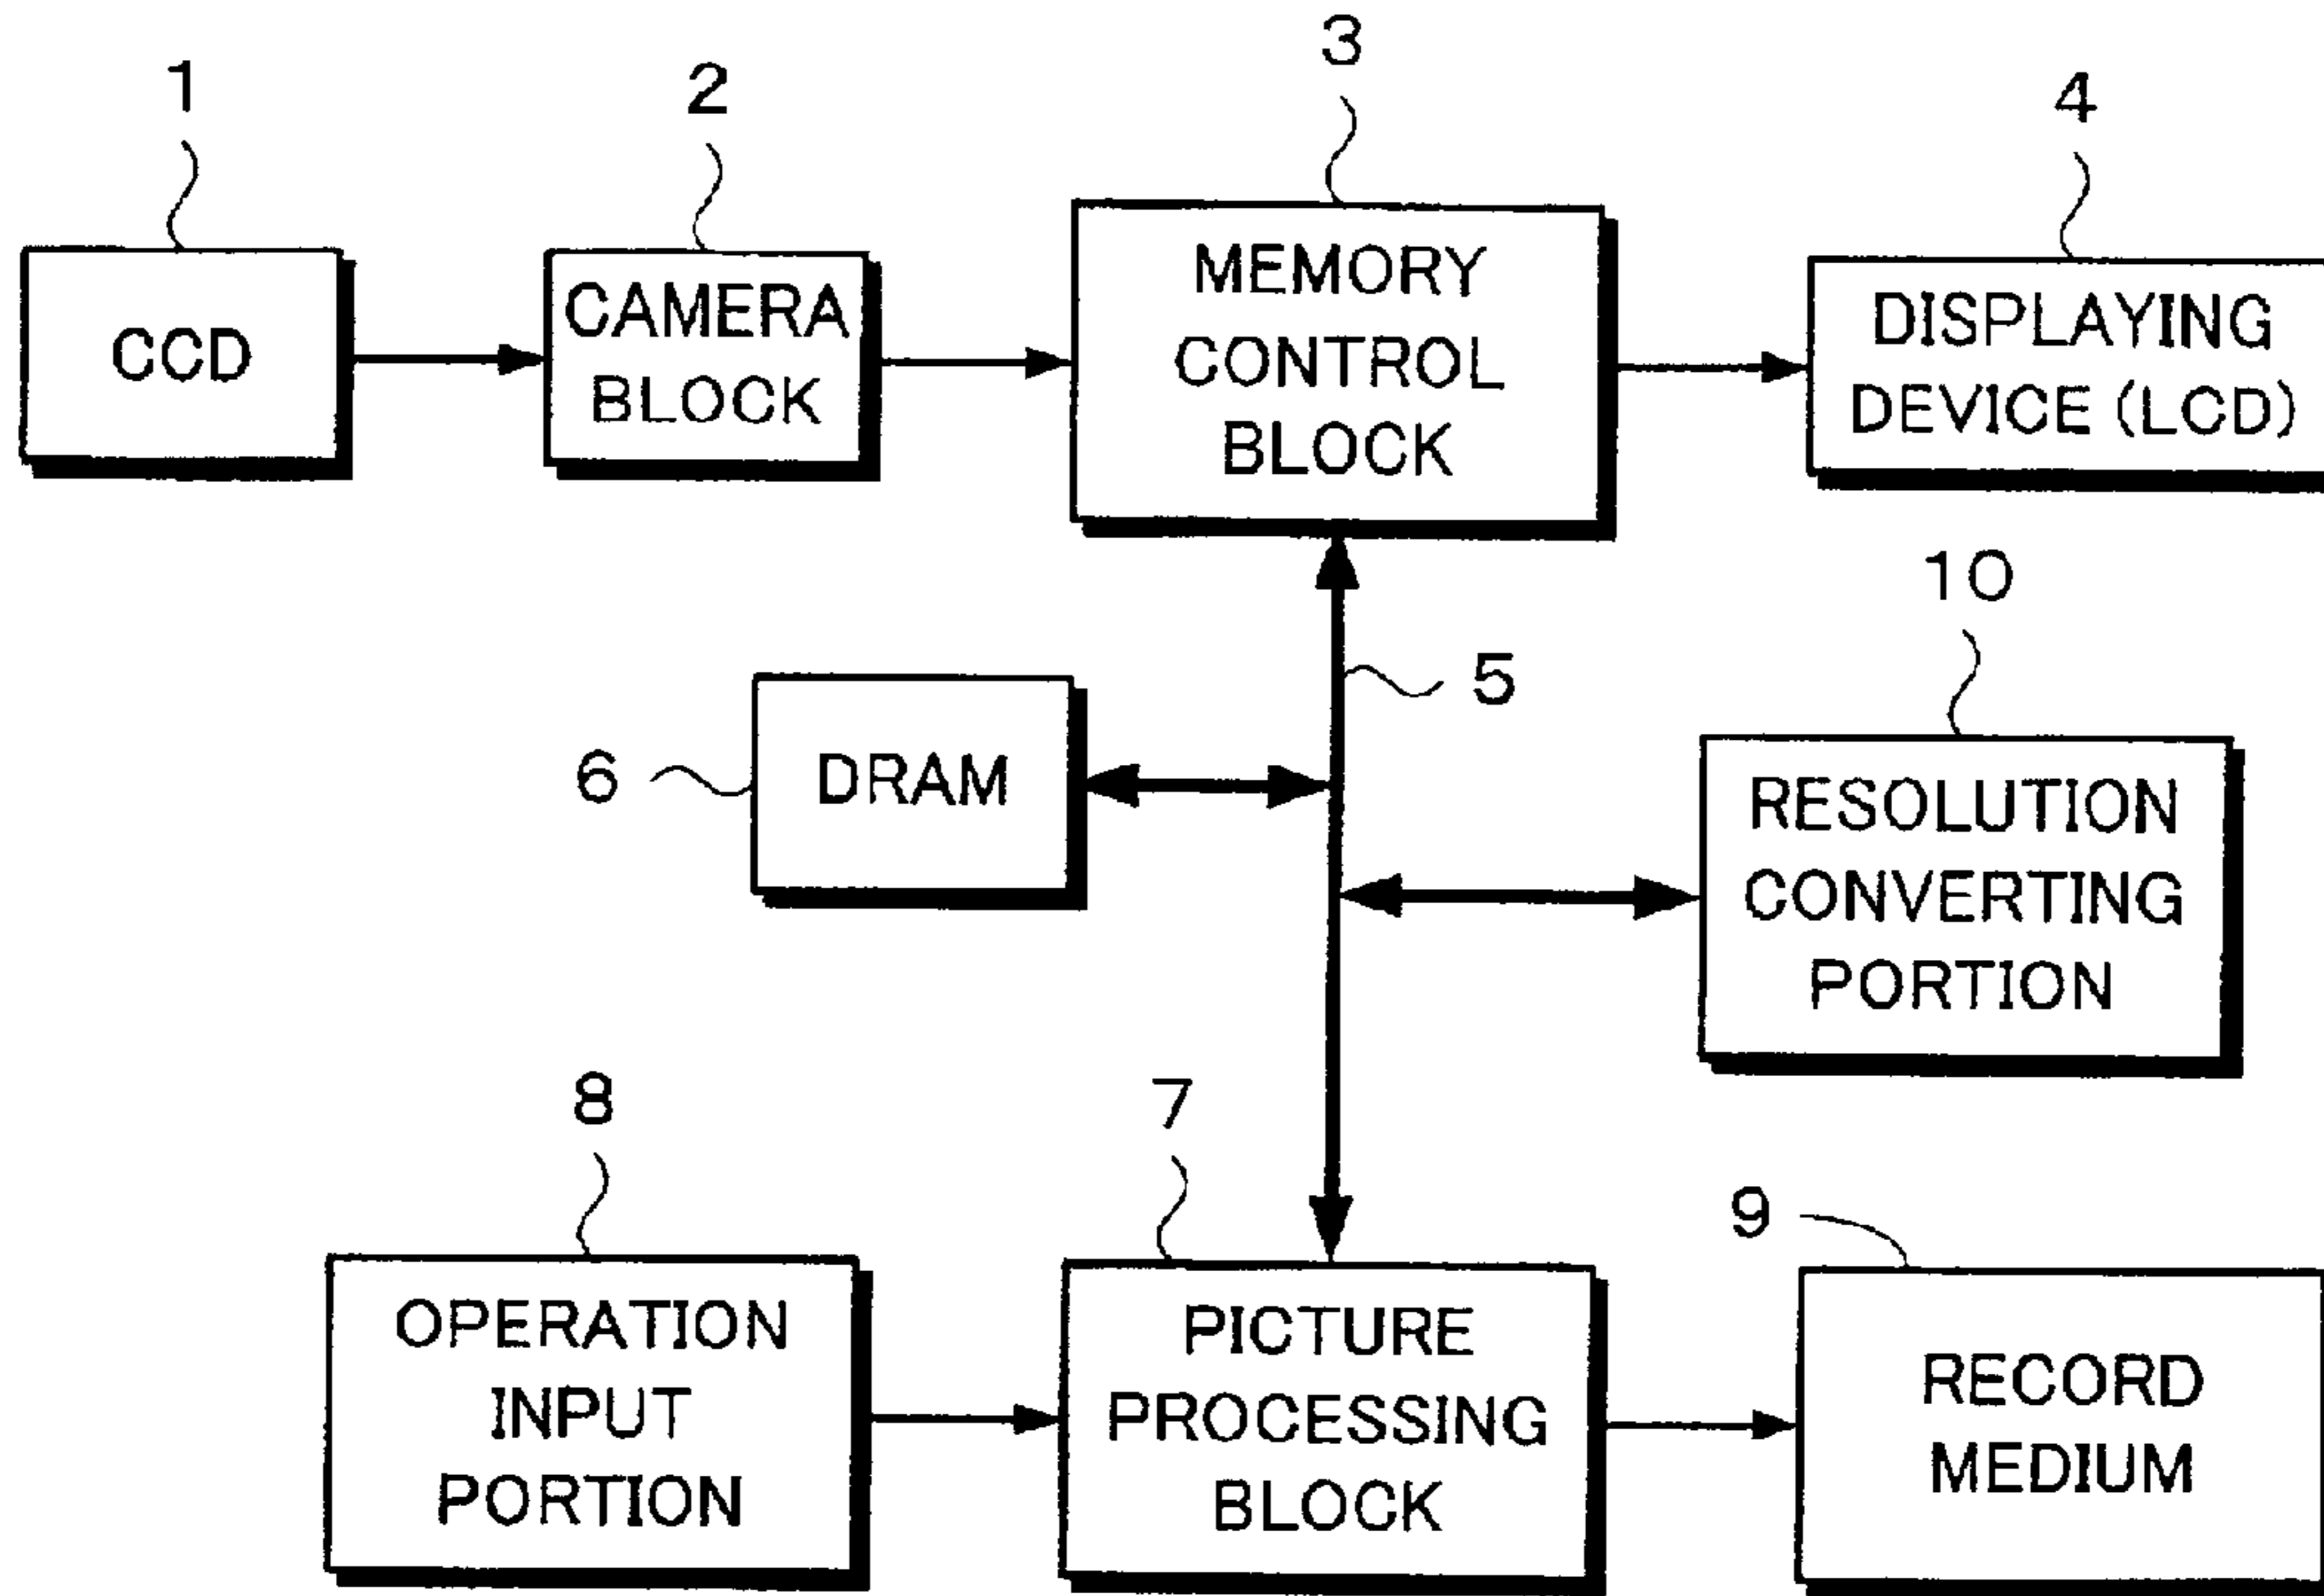 1
2
3
4
CCD
CAMERA
BLOCK
MEMORY
CONTROL
BLOCK
DISPLAYING
DEVICE (LCD)
5
10
6
DRAM
RESOLUTION
CONVERTING
PORTION
8
7
9
OPERATION
INPUT
PORTION
PICTURE
PROCESSING
BLOCK
RECORD
MEDIUM